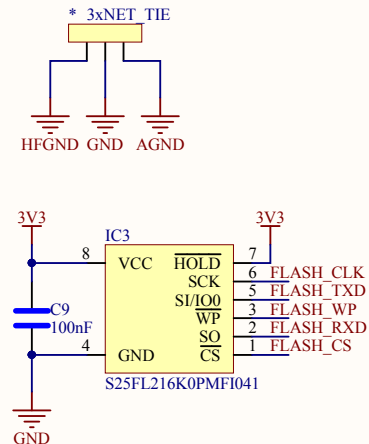 * 3xNET_TIE
HFGND GND AGND
IC3
3V3 3V3
8 VCC HOLD 7
SCK 6 FLASH_CLK
SI/IO0 5 FLASH_TXD
WP 3 FLASH_WP
C9 SO 2 FLASH_RXD
100nF 4 GND CS 1 FLASH_CS
S25FL216K0PMFI041
GND